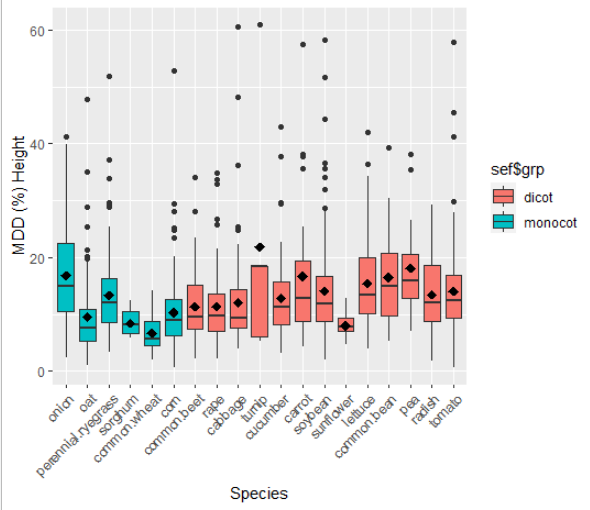 60
40
20
0
MDD (%) Height
onion
oat
perennial.ryegrass
sorghum
common.wheat
corn
common.beet
rape
cabbage
turnip
cucumber
carrot
soybean
sunflower
lettuce
common.bean
pea
radish
tomato
Species
sef$grp
dicot
monocot